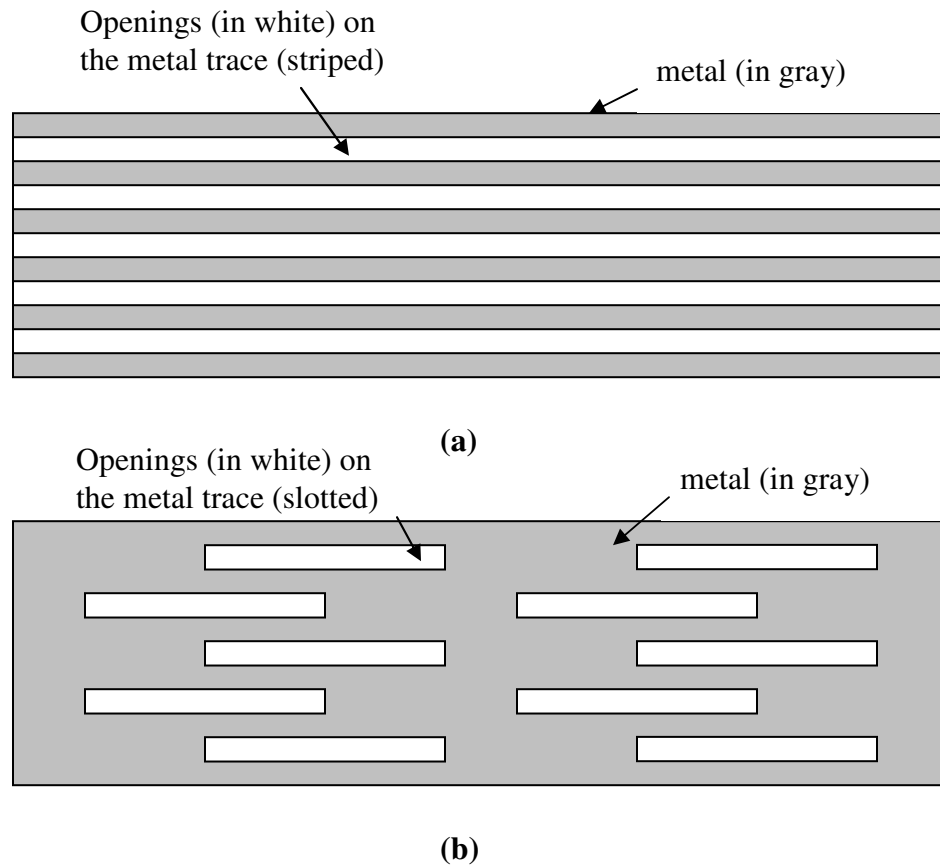 Openings (in white) on
the metal trace (striped)
metal (in gray)
(a)
Openings (in white) on
the metal trace (slotted)
metal (in gray)
(b)